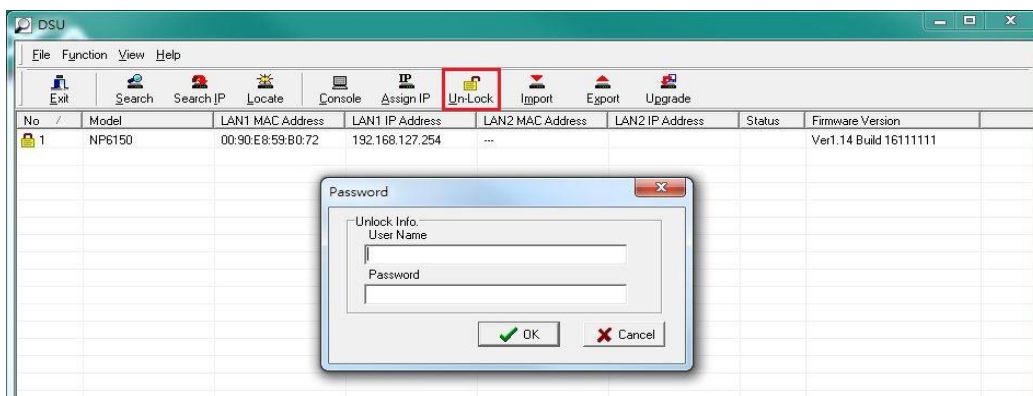 DSU
File Function View Help
Exit Search Search IP Locate Console Assign IP Un-Lock Import Export Upgrade
No / Model LAN1 MAC Address LAN1 IP Address LAN2 MAC Address LAN2 IP Address Status Firmware Version
1 NP6150 00:90:E8:59:B0:72 192.168.127.254 --- Ver1.14 Build 16111111
Password
Unlock Info.
User Name
Password
OK Cancel